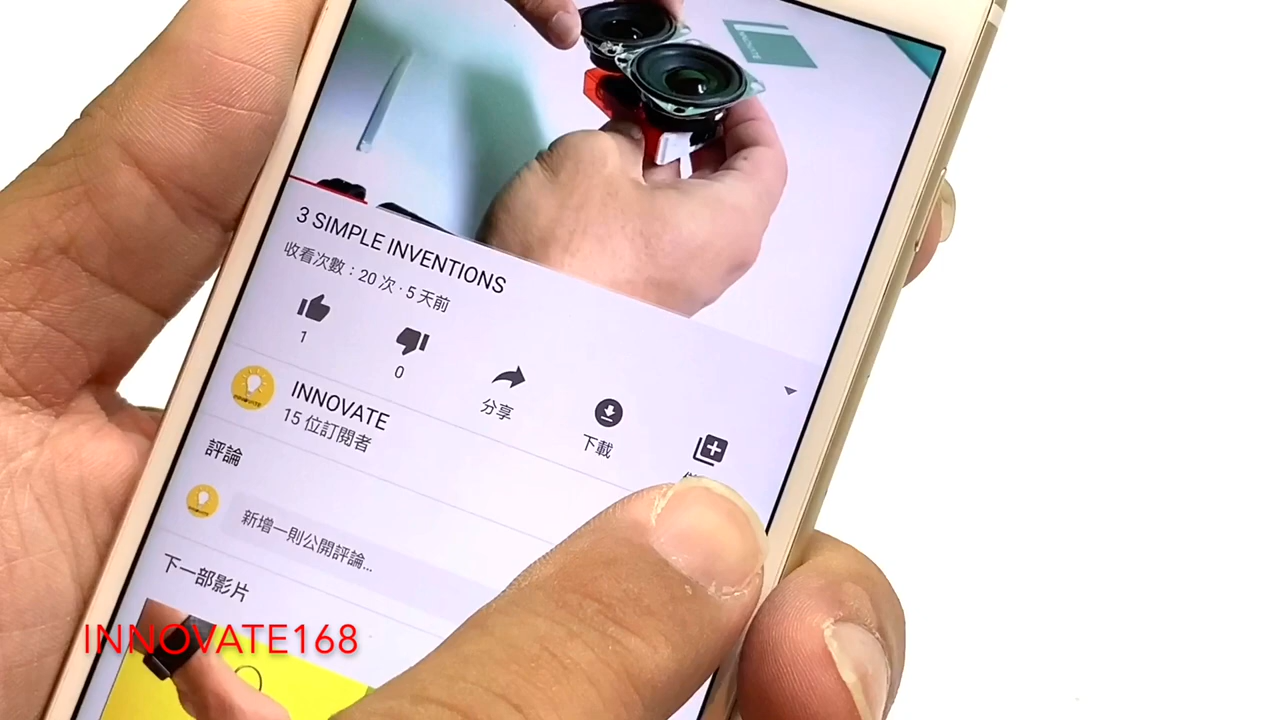 INNOVATE
3 SIMPLE INVENTIONS
收看次數：20 次 · 5 天前
1
0
分享
下載
INNOVATE
15 位訂閱者
評論
新增一則公開評論...
下一部影片
INNOVATE168